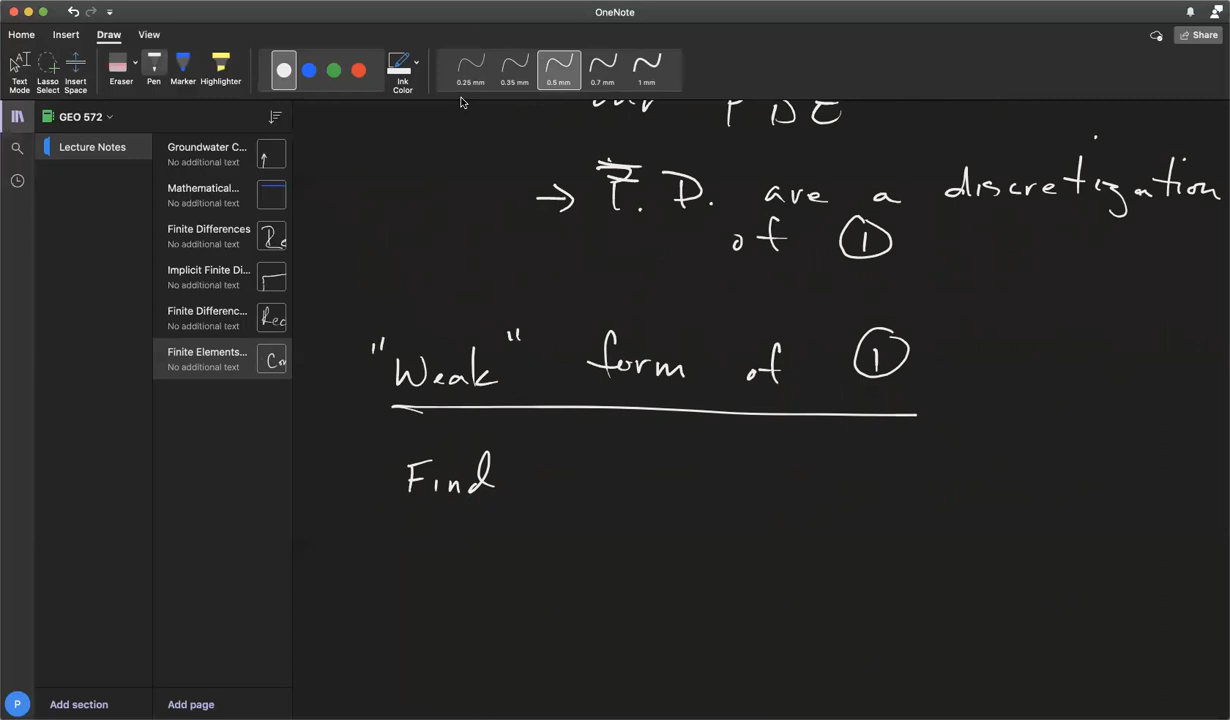 OneNote
Home Insert Draw View
Share
Text Mode Lasso Select Insert Space Eraser Pen Marker Highlighter Ink Color 0.25 mm 0.35 mm 0.5 mm 0.7 mm 1 mm
GEO 572
Lecture Notes
Groundwater C...
No additional text
Mathematical...
No additional text
Finite Differences
No additional text
Implicit Finite Di...
No additional text
Finite Differenc...
No additional text
Finite Elements...
No additional text
PDE
→ F. D. are a discretization
of ①
"Weak" form of ①
Find
P
Add section
Add page